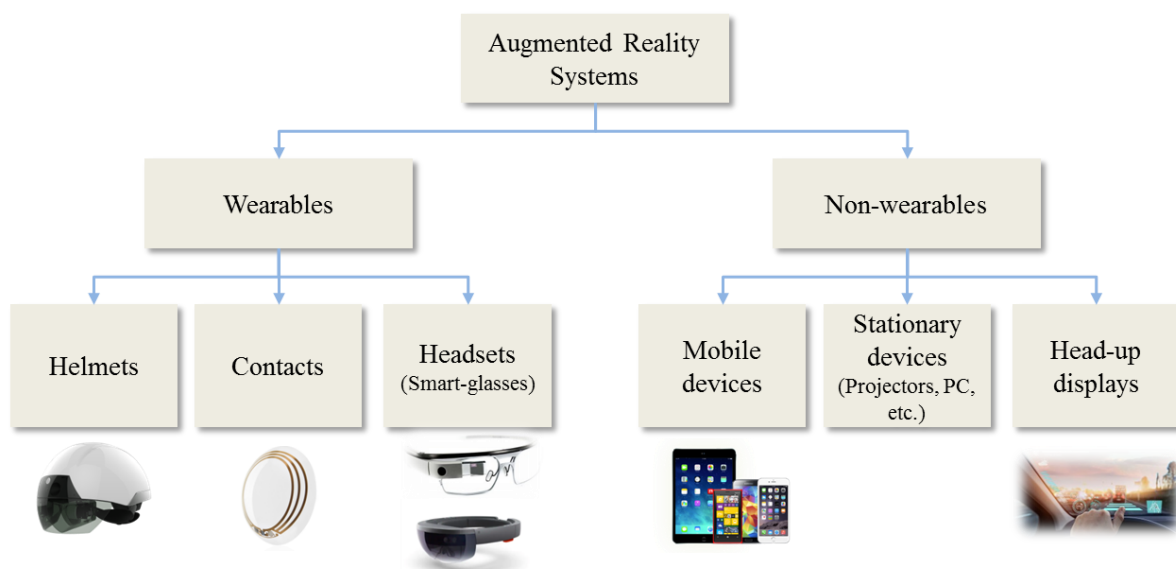 Augmented Reality
Systems
Wearables
Non-wearables
Helmets
Contacts
Headsets
(Smart-glasses)
Mobile
devices
Stationary
devices
(Projectors, PC,
etc.)
Head-up
displays